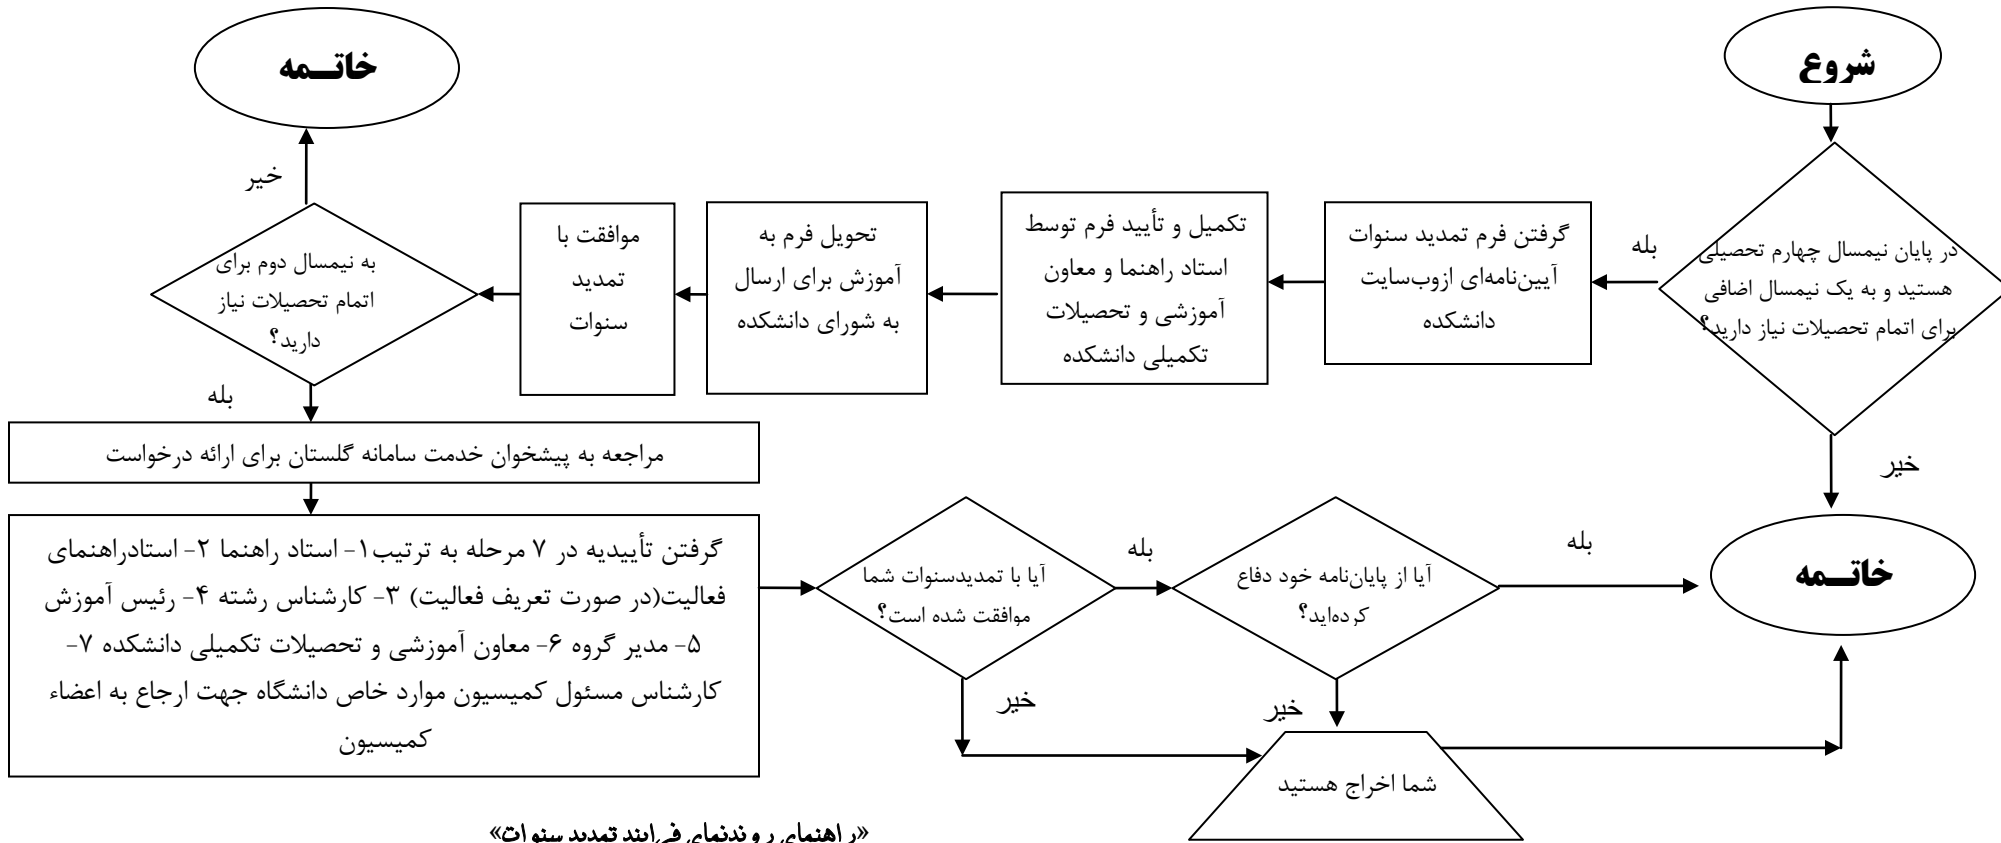 شروع
در پایان نیمسال چهارم تحصیلی
هستید و به یک نیمسال اضافی
برای اتمام تحصیلات نیاز دارید؟
بله
خیر
گرفتن فرم تمدید سنوات
آیین‌نامه‌ای ازوب‌سایت
دانشکده
تکمیل و تأیید فرم توسط
استاد راهنما و معاون
آموزشی و تحصیلات
تکمیلی دانشکده
تحویل فرم به
آموزش برای ارسال
به شورای دانشکده
موافقت با
تمدید
سنوات
به نیمسال دوم برای
اتمام تحصیلات نیاز
دارید؟
خیر
خاتـــمه
بله
مراجعه به پیشخوان خدمت سامانه گلستان برای ارائه درخواست
گرفتن تأییدیه در ۷ مرحله به ترتیب۱- استاد راهنما ۲- استادراهنمای
فعالیت(در صورت تعریف فعالیت) ۳- کارشناس رشته ۴- رئیس آموزش
۵- مدیر گروه ۶- معاون آموزشی و تحصیلات تکمیلی دانشکده ۷-
کارشناس مسئول کمیسیون موارد خاص دانشگاه جهت ارجاع به اعضاء
کمیسیون
آیا با تمدیدسنوات شما
موافقت شده است؟
بله
خیر
آیا از پایان‌نامه خود دفاع
کرده‌اید؟
بله
خیر
خاتـــمه
شما اخراج هستید
«راهنمای روندنمای فرایند تمدید سنوات»